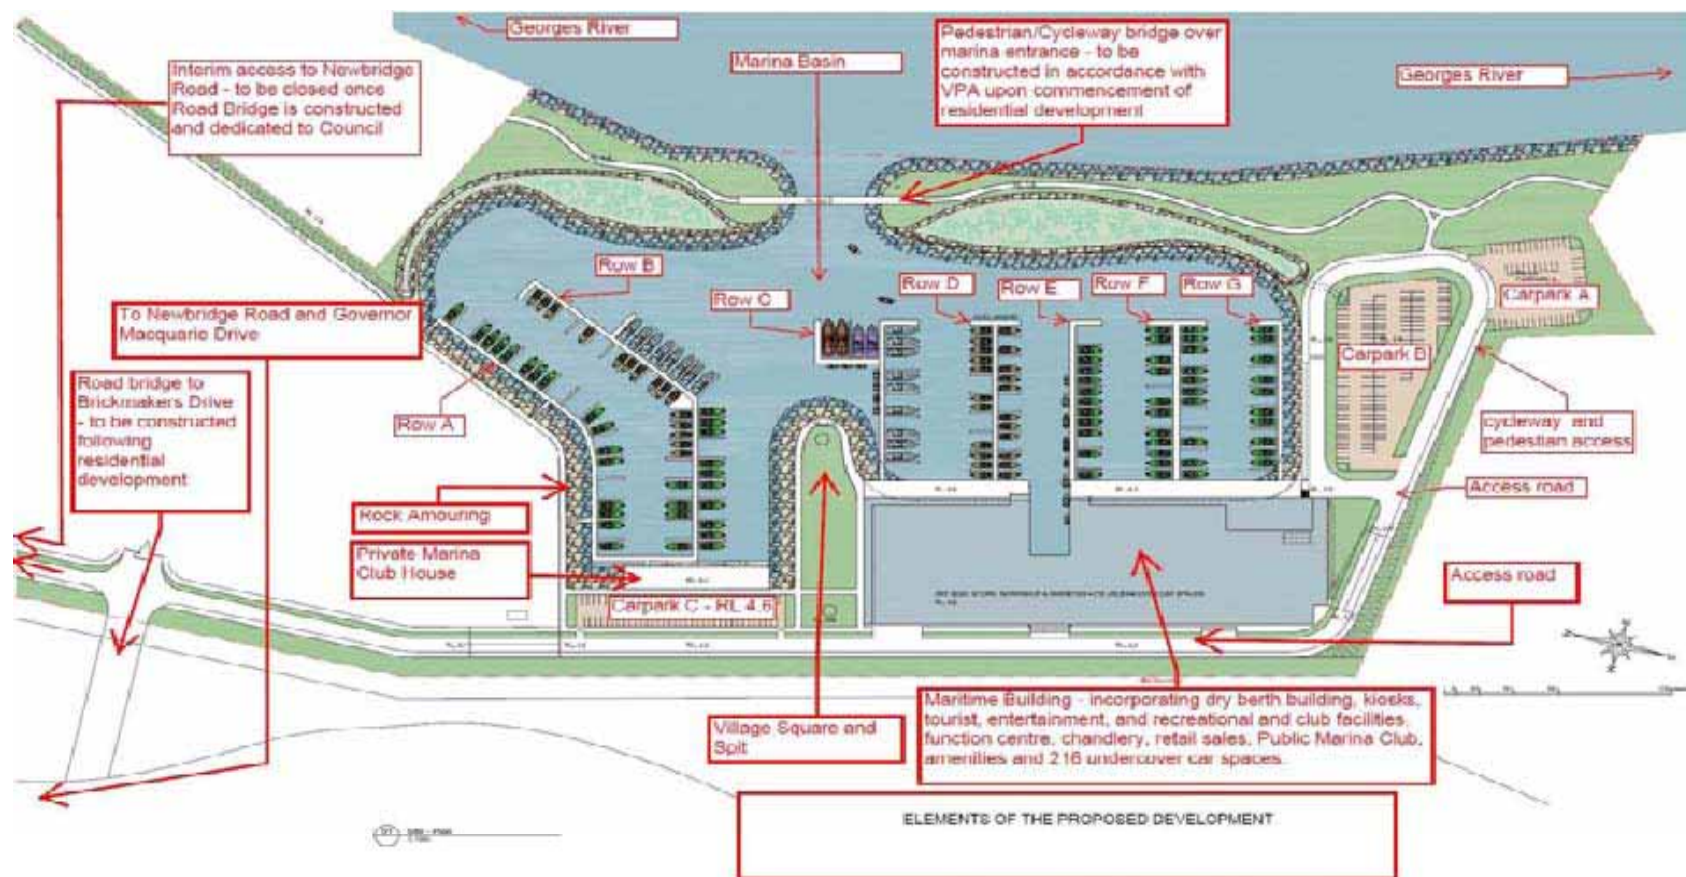 Georges River
Interim access to Newbridge
Road - to be closed once
Road Bridge is constructed
and dedicated to Council
Marina Basin
Pedestrian/Cycleway bridge over
marina entrance - to be
constructed in accordance with
VPA upon commencement of
residential development
Georges River
Row B
Row C
Row D
Row E
Row F
Row G
Carpark A
To Newbridge Road and Governor
Macquarie Drive
Carpark B
Road bridge to
Brickmakers Drive
- to be constructed
following
residential
development
Row A
cycleway and
pedestian access
Access road
Rock Amouring
Private Marina
Club House
Carpark C - RL 4.6
Access road
Village Square and
Spit
Maritime Building - incorporating dry berth building, kiosks,
tourist, entertainment, and recreational and club facilities,
function centre, chandlery, retail sales, Public Marina Club,
amenities and 216 undercover car spaces.
ELEMENTS OF THE PROPOSED DEVELOPMENT